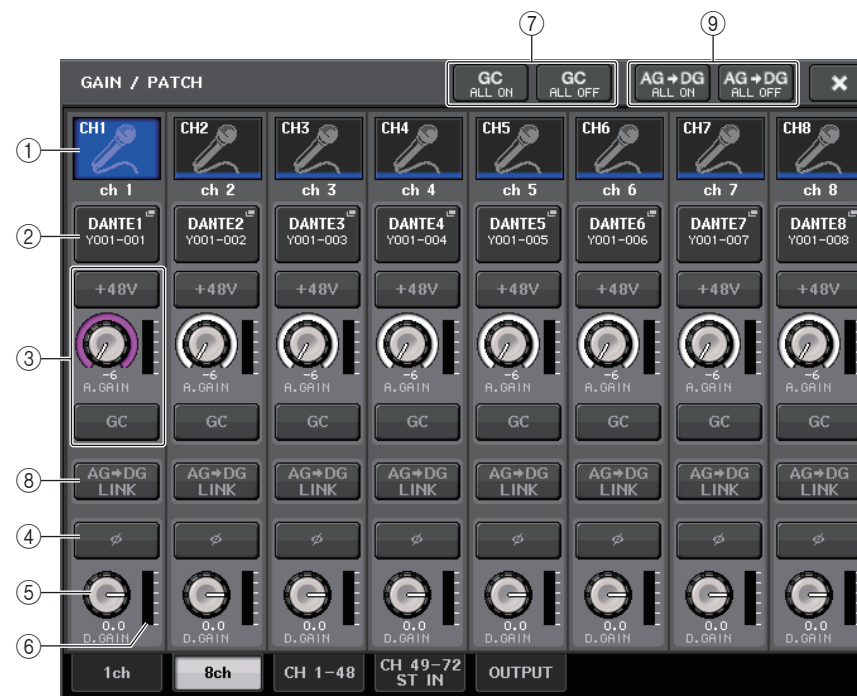 ⑦ ⑨
GAIN / PATCH GC ALL ON GC ALL OFF AG→DG ALL ON AG→DG ALL OFF ×
① CH1 CH2 CH3 CH4 CH5 CH6 CH7 CH8
ch 1 ch 2 ch 3 ch 4 ch 5 ch 6 ch 7 ch 8
② DANTE1 DANTE2 DANTE3 DANTE4 DANTE5 DANTE6 DANTE7 DANTE8
Y001-001 Y001-002 Y001-003 Y001-004 Y001-005 Y001-006 Y001-007 Y001-008
+48V +48V +48V +48V +48V +48V +48V +48V
③
-6 -6 -6 -6 -6 -6 -6 -6
A.GAIN A.GAIN A.GAIN A.GAIN A.GAIN A.GAIN A.GAIN A.GAIN
GC GC GC GC GC GC GC GC
⑧ AG→DG AG→DG AG→DG AG→DG AG→DG AG→DG AG→DG AG→DG
LINK LINK LINK LINK LINK LINK LINK LINK
④ ø ø ø ø ø ø ø ø
⑤
⑥ 0.0 0.0 0.0 0.0 0.0 0.0 0.0 0.0
D.GAIN D.GAIN D.GAIN D.GAIN D.GAIN D.GAIN D.GAIN D.GAIN
1ch 8ch CH 1-48 CH 49-72 ST IN OUTPUT